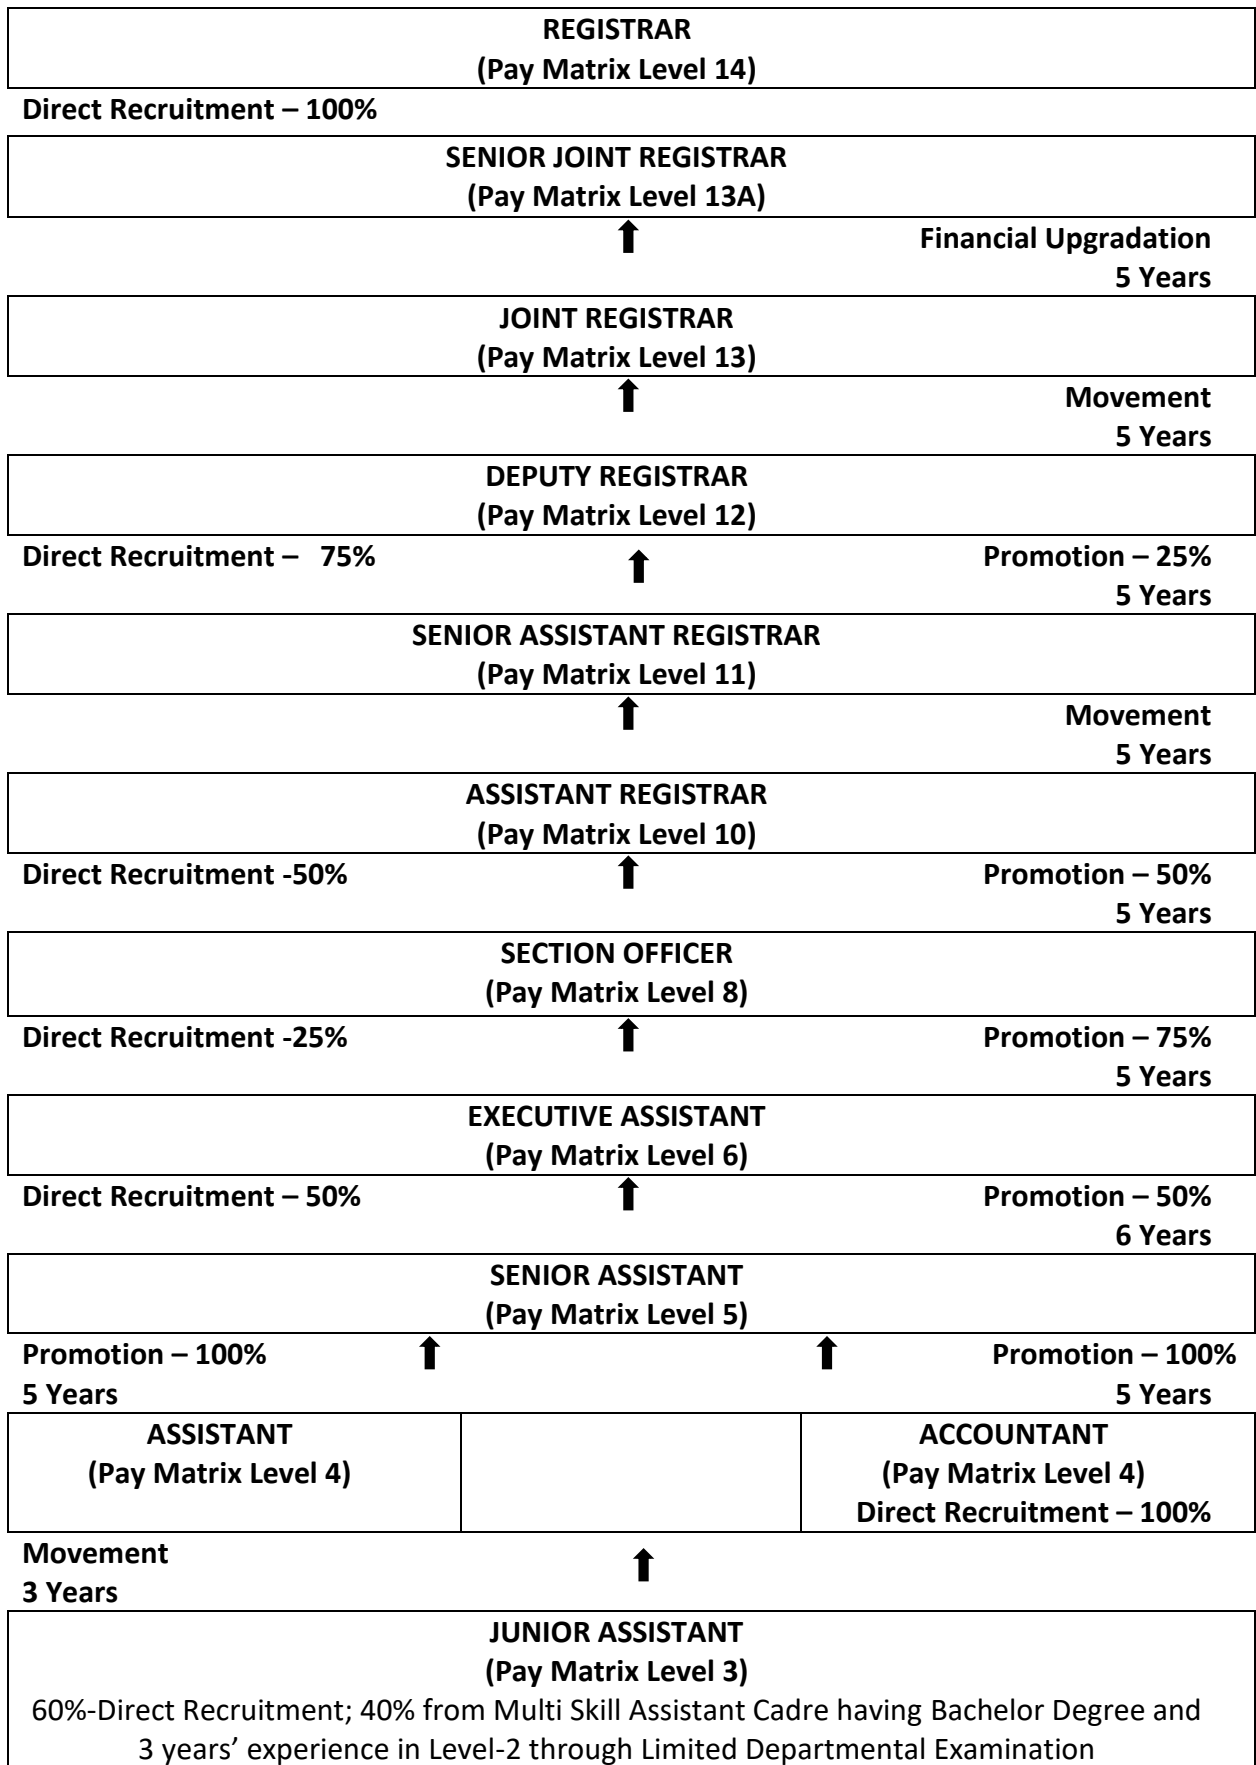 REGISTRAR
(Pay Matrix Level 14)
Direct Recruitment – 100%
SENIOR JOINT REGISTRAR
(Pay Matrix Level 13A)
Financial Upgradation
5 Years
JOINT REGISTRAR
(Pay Matrix Level 13)
Movement
5 Years
DEPUTY REGISTRAR
(Pay Matrix Level 12)
Direct Recruitment – 75% Promotion – 25%
5 Years
SENIOR ASSISTANT REGISTRAR
(Pay Matrix Level 11)
Movement
5 Years
ASSISTANT REGISTRAR
(Pay Matrix Level 10)
Direct Recruitment -50% Promotion – 50%
5 Years
SECTION OFFICER
(Pay Matrix Level 8)
Direct Recruitment -25% Promotion – 75%
5 Years
EXECUTIVE ASSISTANT
(Pay Matrix Level 6)
Direct Recruitment – 50% Promotion – 50%
6 Years
SENIOR ASSISTANT
(Pay Matrix Level 5)
Promotion – 100% Promotion – 100%
5 Years 5 Years
ASSISTANT ACCOUNTANT
(Pay Matrix Level 4) (Pay Matrix Level 4)
Direct Recruitment – 100%
Movement
3 Years
JUNIOR ASSISTANT
(Pay Matrix Level 3)
60%-Direct Recruitment; 40% from Multi Skill Assistant Cadre having Bachelor Degree and
3 years’ experience in Level-2 through Limited Departmental Examination